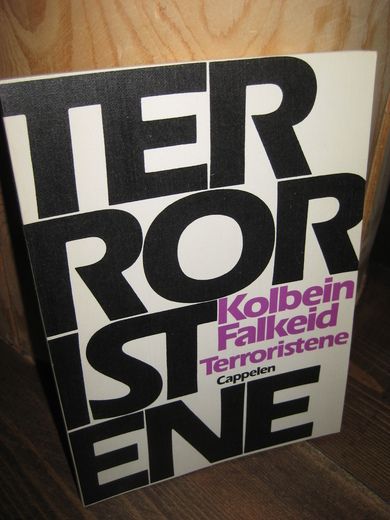 TER
ROR
IST
ENE
Kolbein
Falkeid
Terroristene
Cappelen